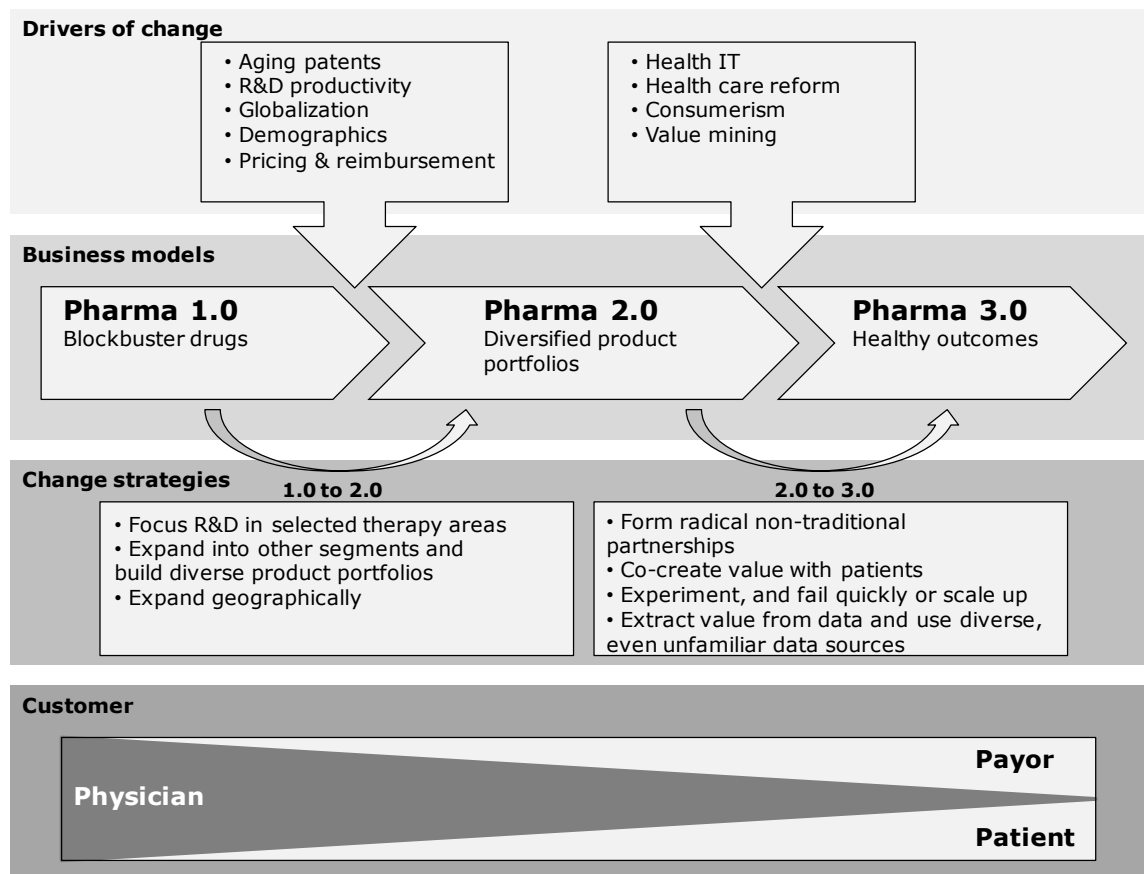 Drivers of change
• Aging patents
• R&D productivity
• Globalization
• Demographics
• Pricing & reimbursement
• Health IT
• Health care reform
• Consumerism
• Value mining
Business models
Pharma 1.0
Blockbuster drugs
Pharma 2.0
Diversified product
portfolios
Pharma 3.0
Healthy outcomes
Change strategies
1.0 to 2.0
• Focus R&D in selected therapy areas
• Expand into other segments and
build diverse product portfolios
• Expand geographically
2.0 to 3.0
• Form radical non-traditional
partnerships
• Co-create value with patients
• Experiment, and fail quickly or scale up
• Extract value from data and use diverse,
even unfamiliar data sources
Customer
Physician
Payor
Patient